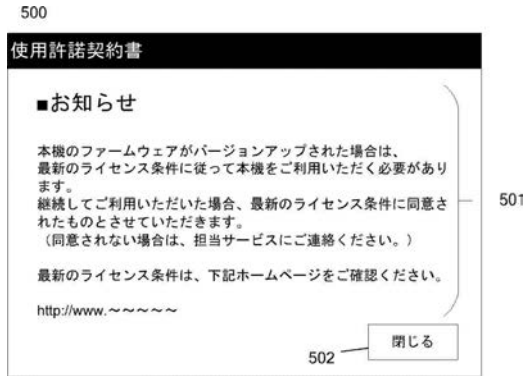 500
使用許諾契約書
■お知らせ
本機のファームウェアがバージョンアップされた場合は、
最新のライセンス条件に従って本機をご利用いただく必要があり
ます。
継続してご利用いただいた場合、最新のライセンス条件に同意さ
れたものとさせていただきます。
（同意されない場合は、担当サービスにご連絡ください。）
最新のライセンス条件は、下記ホームページをご確認ください。
http://www.～～～～～
501
閉じる
502